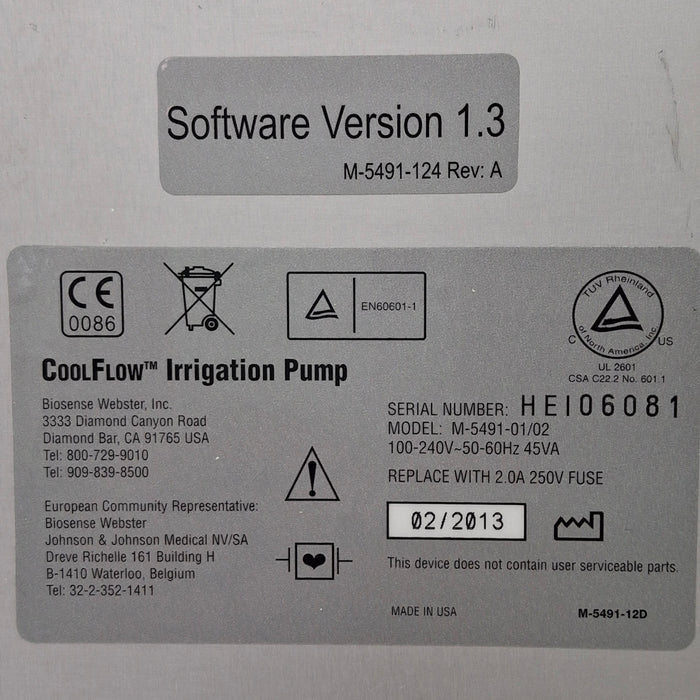 Software Version 1.3
M-5491-124 Rev: A
CE
0086
EN60601-1
TUV Rheinland
of North America, Inc.
C US
UL 2601
CSA C22.2 No. 601.1
CoolFlow™ Irrigation Pump
Biosense Webster, Inc.
3333 Diamond Canyon Road
Diamond Bar, CA 91765 USA
Tel: 800-729-9010
Tel: 909-839-8500
European Community Representative:
Biosense Webster
Johnson & Johnson Medical NV/SA
Dreve Richelle 161 Building H
B-1410 Waterloo, Belgium
Tel: 32-2-352-1411
SERIAL NUMBER: HEI06081
MODEL: M-5491-01/02
100-240V~50-60Hz 45VA
REPLACE WITH 2.0A 250V FUSE
02/2013
This device does not contain user serviceable parts.
MADE IN USA
M-5491-12D